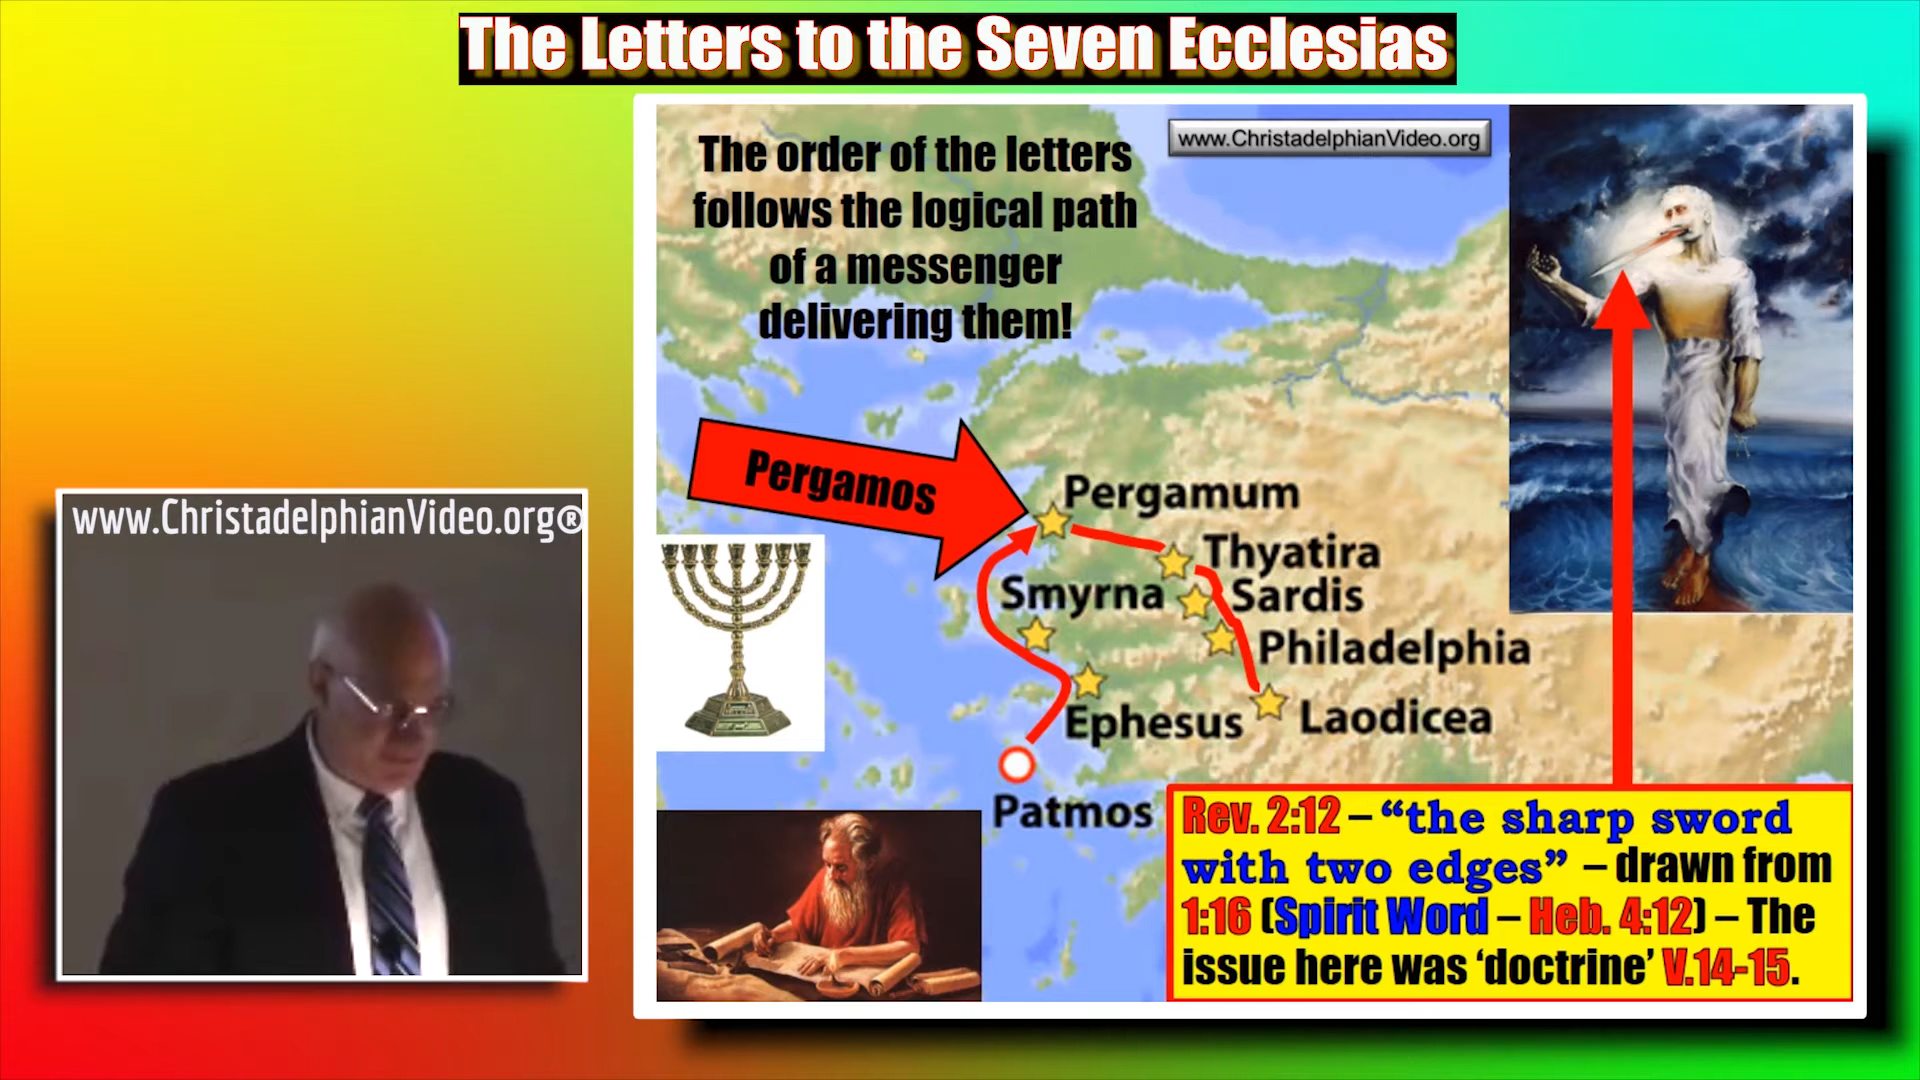 The Letters to the Seven Ecclesias
The order of the letters
follows the logical path
of a messenger
delivering them!
www.ChristadelphianVideo.org
Pergamos
Pergamum
Thyatira
Smyrna
Sardis
Philadelphia
Ephesus
Laodicea
Patmos
www.ChristadelphianVideo.org®
Rev. 2:12 – “the sharp sword
with two edges” – drawn from
1:16 (Spirit Word – Heb. 4:12) – The
issue here was ‘doctrine’ V.14-15.